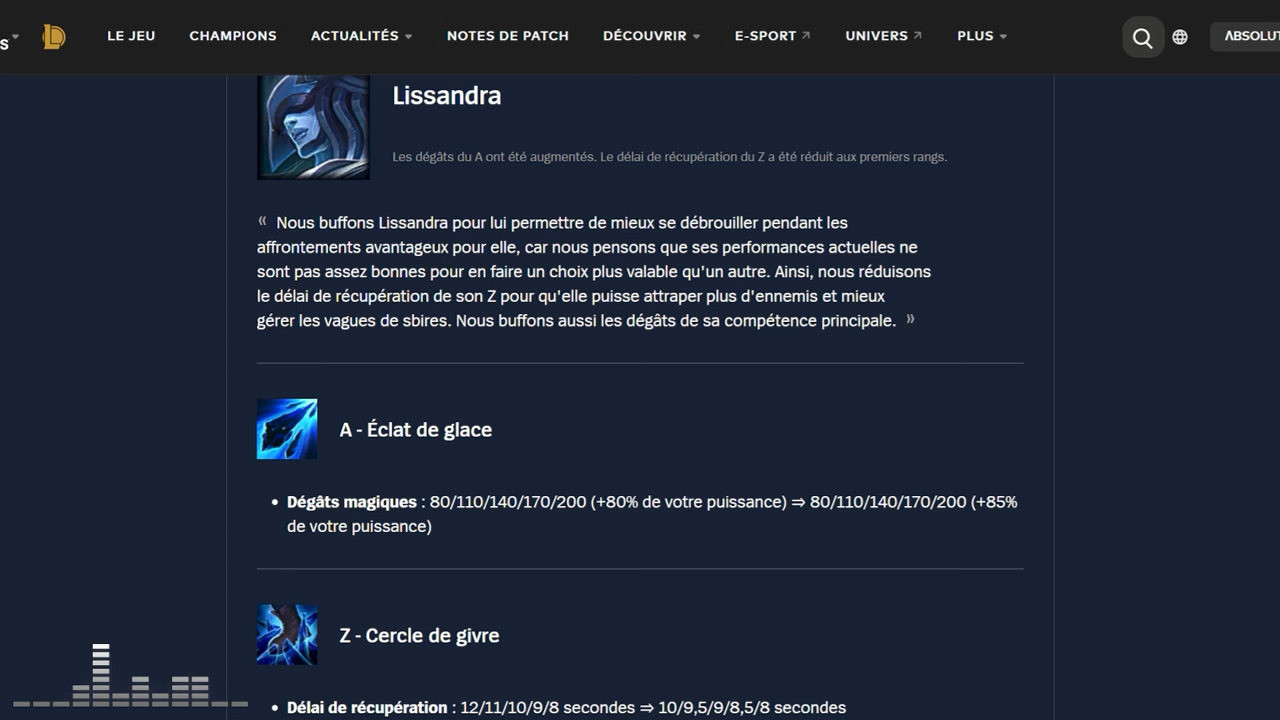 S
LE JEU CHAMPIONS ACTUALITÉS NOTES DE PATCH DÉCOUVRIR E-SPORT UNIVERS PLUS ABSOLUT
Lissandra
Les dégâts du A ont été augmentés. Le délai de récupération du Z a été réduit aux premiers rangs.
« Nous buffons Lissandra pour lui permettre de mieux se débrouiller pendant les
affrontements avantageux pour elle, car nous pensons que ses performances actuelles ne
sont pas assez bonnes pour en faire un choix plus valable qu'un autre. Ainsi, nous réduisons
le délai de récupération de son Z pour qu'elle puisse attraper plus d'ennemis et mieux
gérer les vagues de sbires. Nous buffons aussi les dégâts de sa compétence principale. »
A - Éclat de glace
• Dégâts magiques : 80/110/140/170/200 (+80% de votre puissance) ⇒ 80/110/140/170/200 (+85%
de votre puissance)
Z - Cercle de givre
• Délai de récupération : 12/11/10/9/8 secondes ⇒ 10/9,5/9/8,5/8 secondes